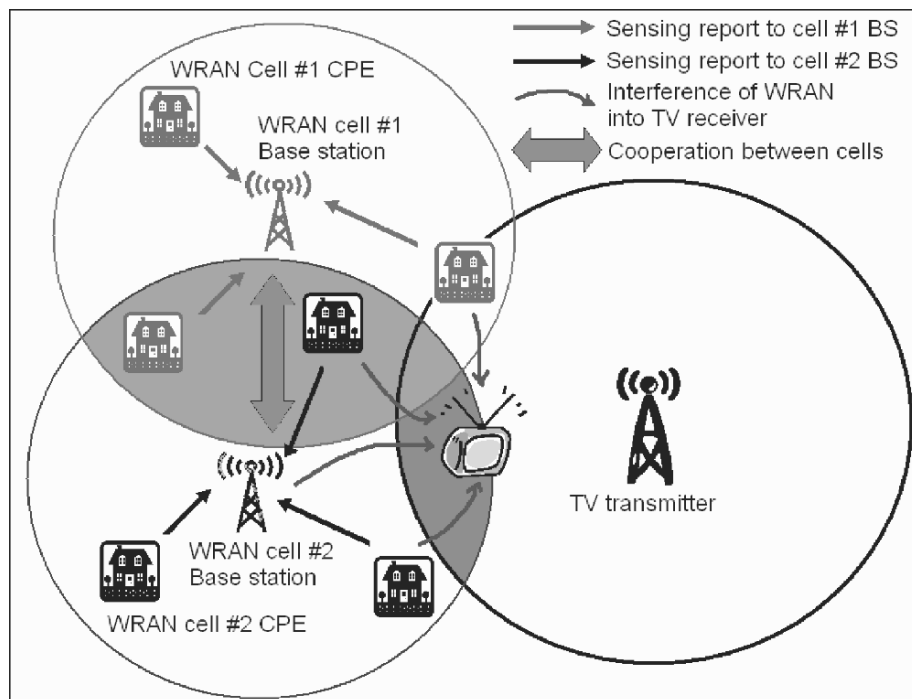 Sensing report to cell #1 BS
Sensing report to cell #2 BS
Interference of WRAN
into TV receiver
Cooperation between cells
WRAN Cell #1 CPE
WRAN cell #1
Base station
TV transmitter
WRAN cell #2
Base station
WRAN cell #2 CPE